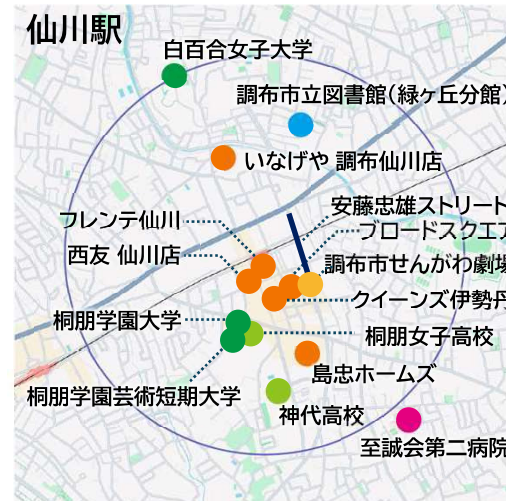 仙川駅
白百合女子大学
調布市立図書館(緑ヶ丘分館)
いなげや 調布仙川店
安藤忠雄ストリート
フレンテ仙川
ブロードスクエア
西友 仙川店
調布市せんがわ劇場
クイーンズ伊勢丹
桐朋学園大学
桐朋女子高校
島忠ホームズ
桐朋学園芸術短期大学
神代高校
至誠会第二病院